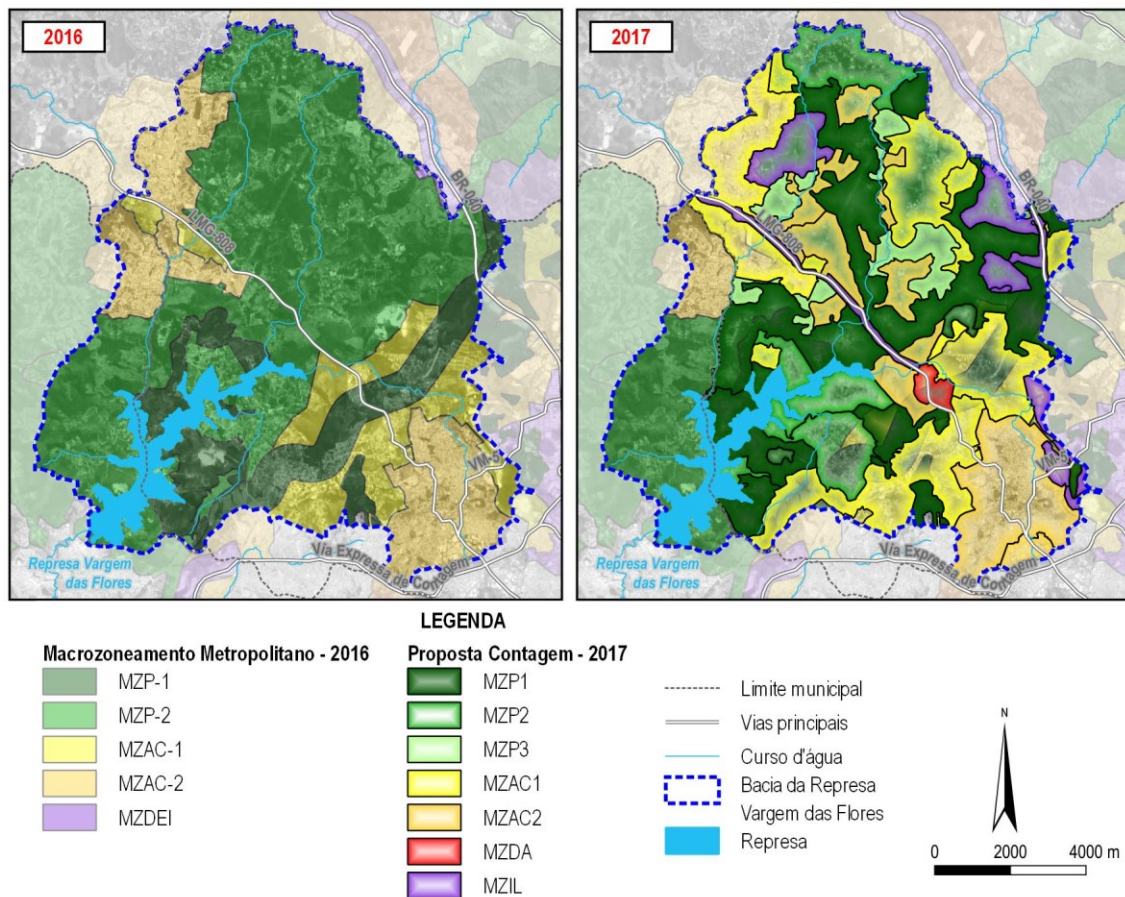 2016
2017
BR-040
BR-040
LMG-808
LMG-808
VM-5
Represa Vargem
das Flores
Via Expressa de Contagem
Represa Vargem
das Flores
Via Expressa de Contagem
LEGENDA
Macrozoneamento Metropolitano - 2016
MZP-1
MZP-2
MZAC-1
MZAC-2
MZDEI
Proposta Contagem - 2017
MZP1
MZP2
MZP3
MZAC1
MZAC2
MZDA
MZIL
Limite municipal
Vias principais
Curso d'água
Bacia da Represa
Vargem das Flores
Represa
N
0 2000 4000 m